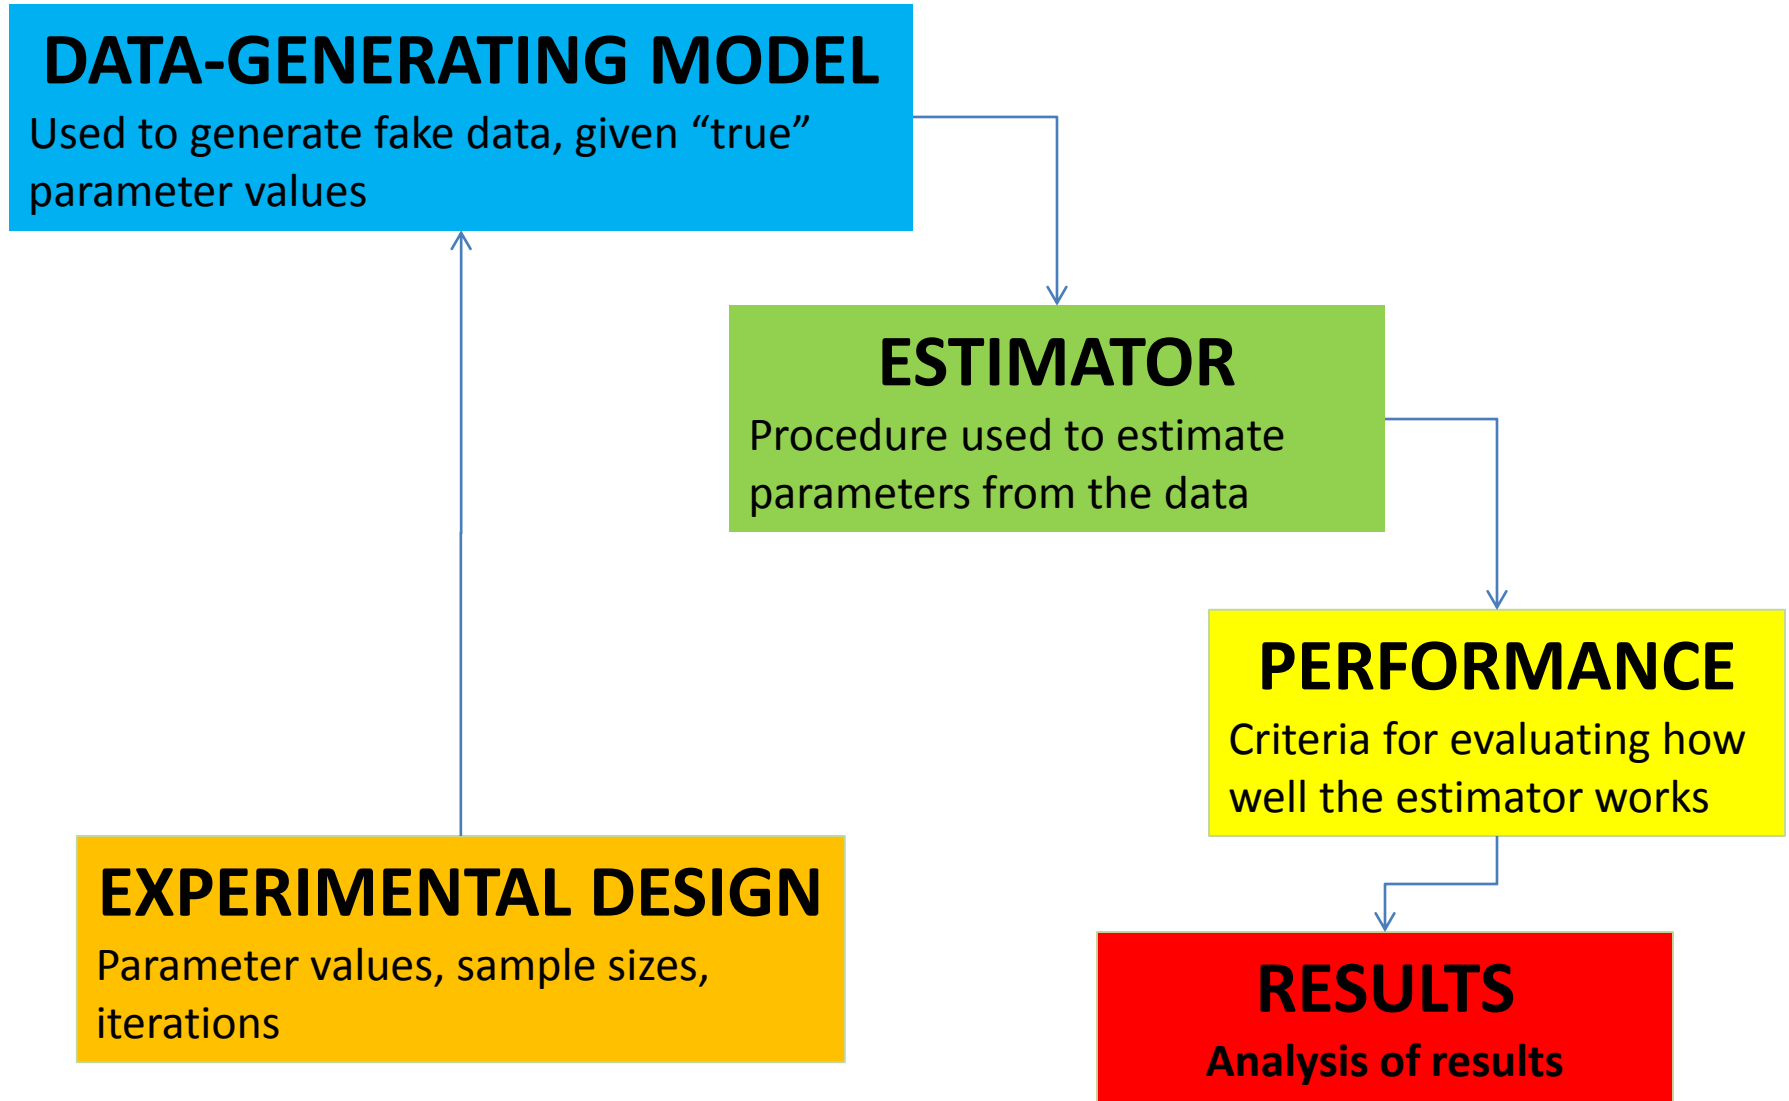 DATA-GENERATING MODEL
Used to generate fake data, given “true”
parameter values
ESTIMATOR
Procedure used to estimate
parameters from the data
PERFORMANCE
Criteria for evaluating how
well the estimator works
EXPERIMENTAL DESIGN
Parameter values, sample sizes,
iterations
RESULTS
Analysis of results